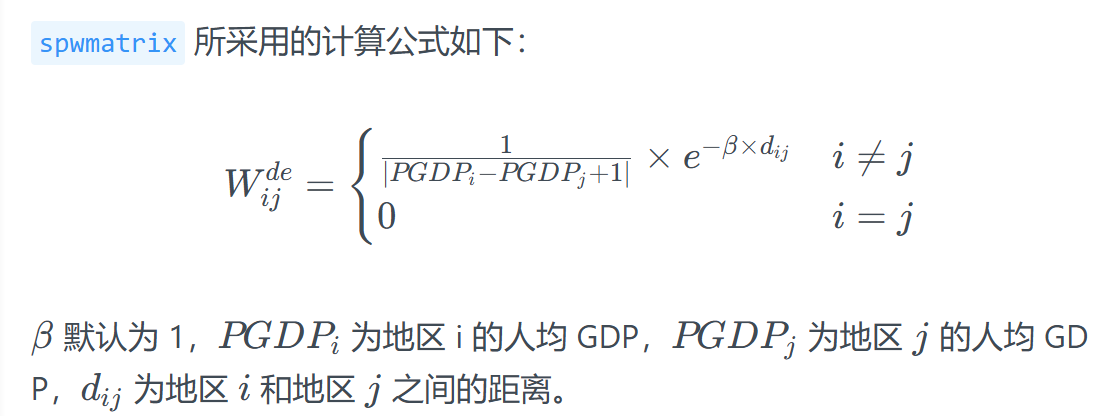 spwmatrix 所采用的计算公式如下：
$$W_{ij}^{de} = \begin{cases} \frac{1}{|PGDP_i - PGDP_j + 1|} \times e^{-\beta \times d_{ij}} & i \neq j \\ 0 & i = j \end{cases}$$
β 默认为 1，$PGDP_i$ 为地区 i 的人均 GDP，$PGDP_j$ 为地区 $j$ 的人均 GD
P，$d_{ij}$ 为地区 $i$ 和地区 $j$ 之间的距离。